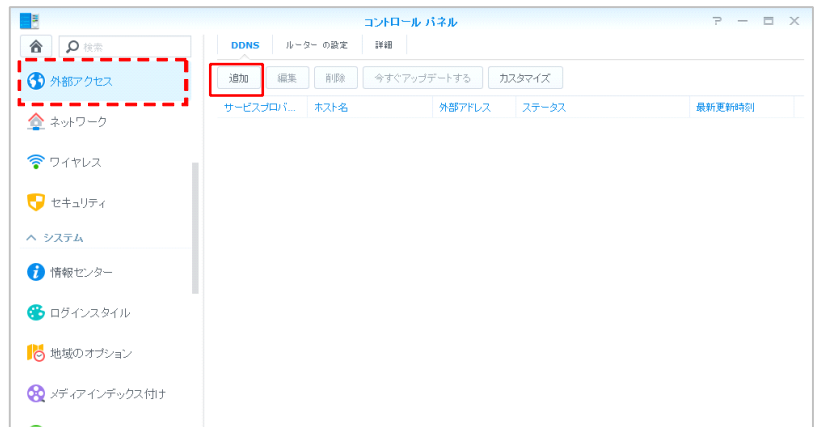 コントロール パネル
検索
DDNS ルーター の設定 詳細
外部アクセス
追加 編集 削除 今すぐアップデートする カスタマイズ
サービスプロバ... ホスト名 外部アドレス ステータス 最新更新時刻
ネットワーク
ワイヤレス
セキュリティ
システム
情報センター
ログインスタイル
地域のオプション
メディアインデックス付け